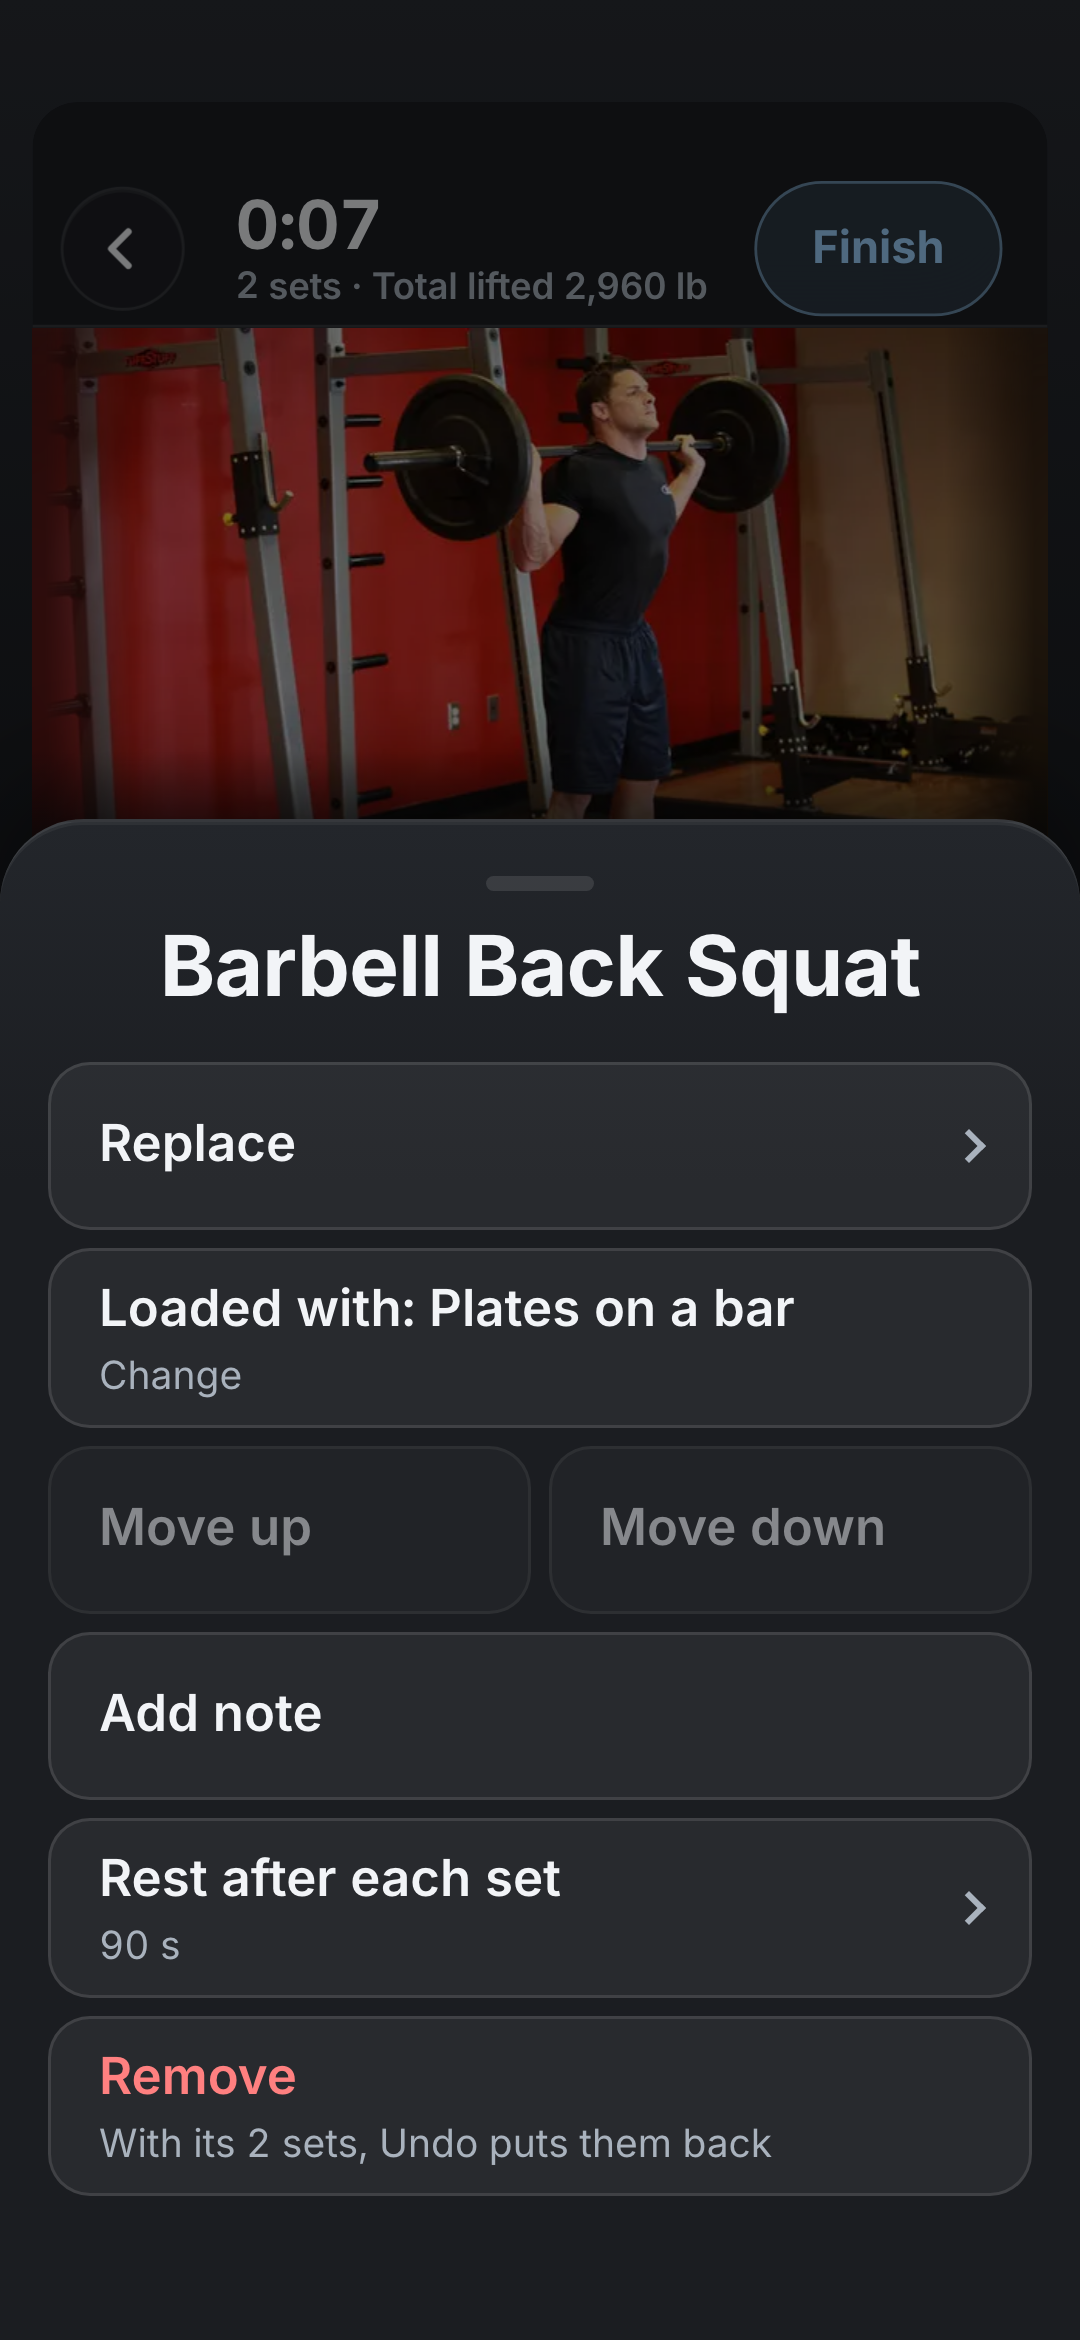 0:07
2 sets · Total lifted 2,960 lb
Finish
Barbell Back Squat
Replace
Loaded with: Plates on a bar
Change
Move up
Move down
Add note
Rest after each set
90 s
Remove
With its 2 sets, Undo puts them back